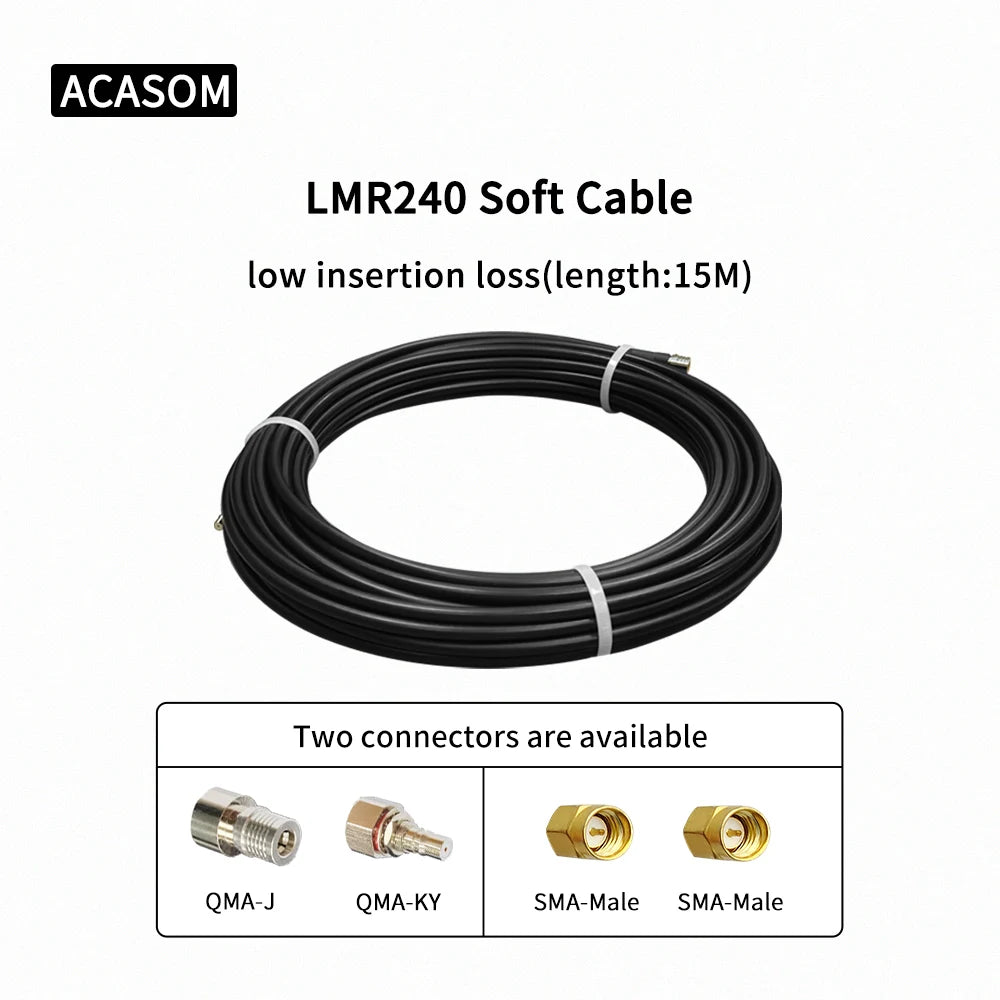 ACASOM
LMR240 Soft Cable
low insertion loss(length:15M)
Two connectors are available
QMA-J
QMA-KY
SMA-Male
SMA-Male